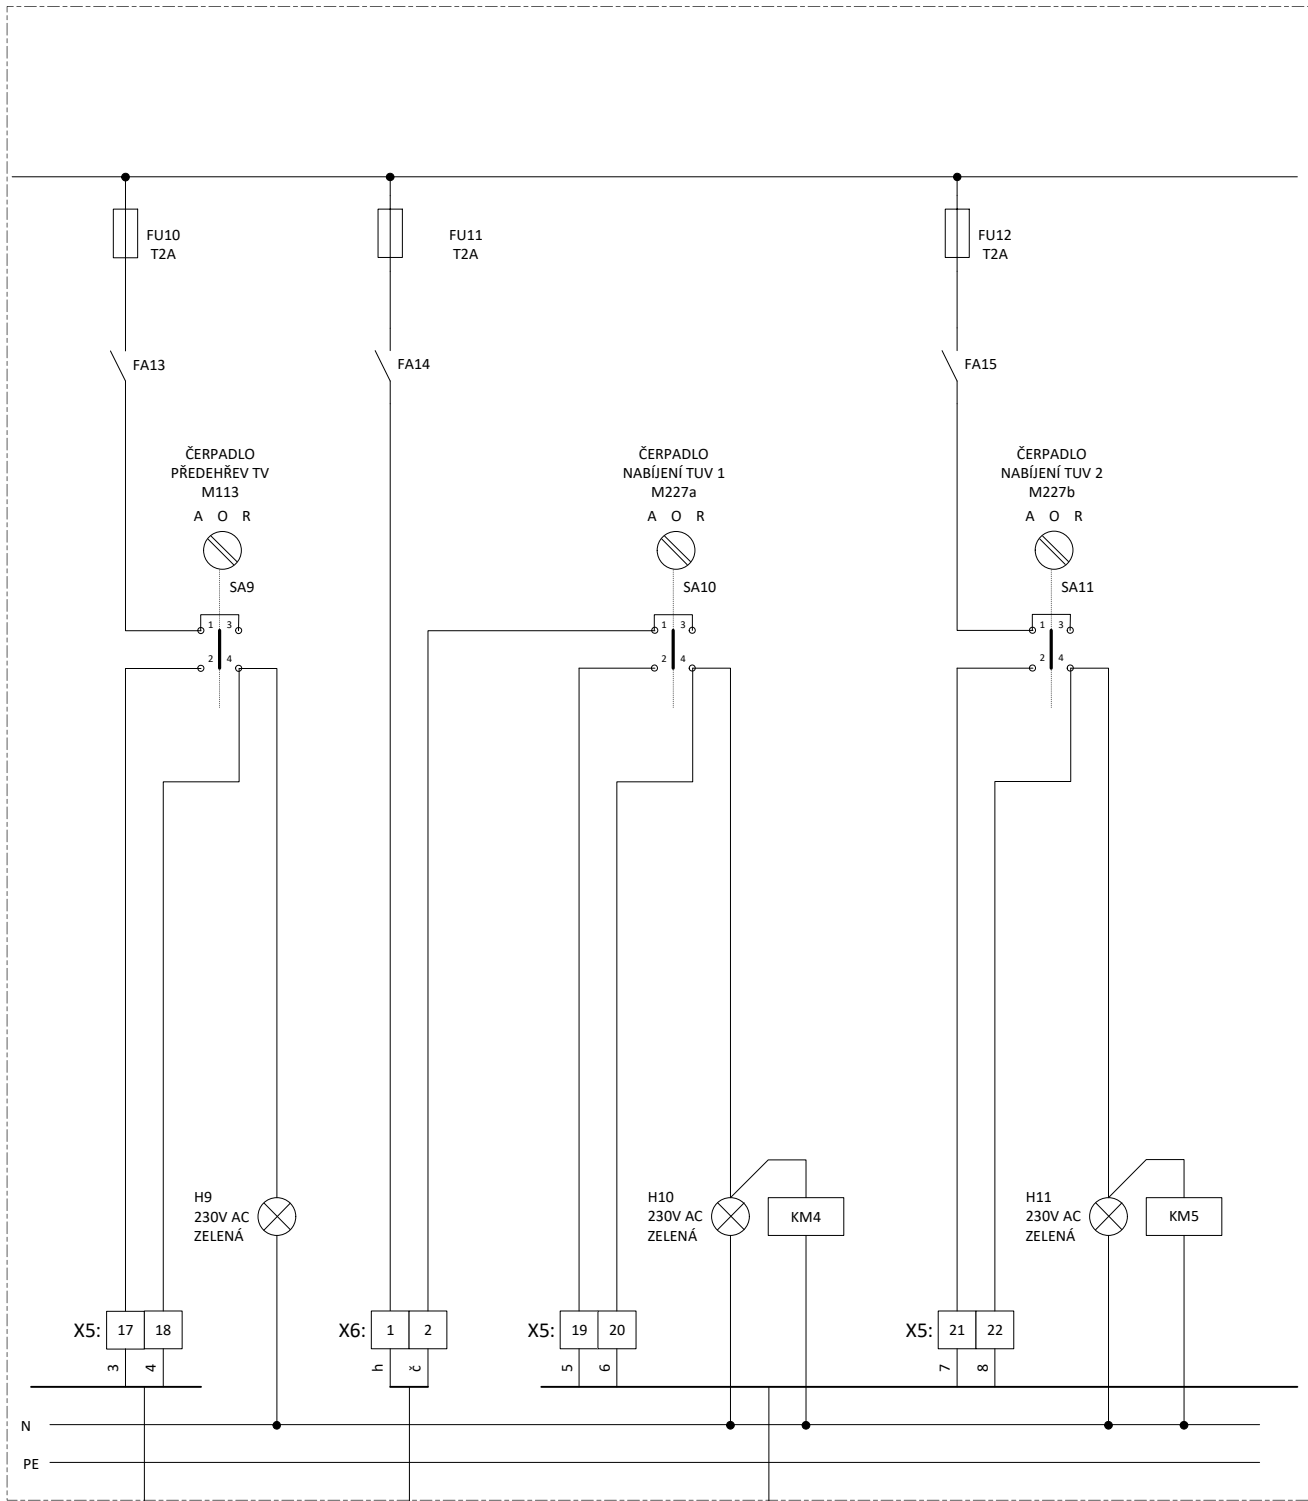 FU10
T2A
FU11
T2A
FU12
T2A
FA13
FA14
FA15
ČERPADLO
PŘEDEHŘEV TV
M113
A O R
SA9
1 3
2 4
ČERPADLO
NABÍJENÍ TUV 1
M227a
A O R
SA10
1 3
2 4
ČERPADLO
NABÍJENÍ TUV 2
M227b
A O R
SA11
1 3
2 4
H9
230V AC
ZELENÁ
H10
230V AC
ZELENÁ
KM4
H11
230V AC
ZELENÁ
KM5
X5: 17 18
X6: 1 2
X5: 19 20
X5: 21 22
3 4
h č
5 6
7 8
N
PE